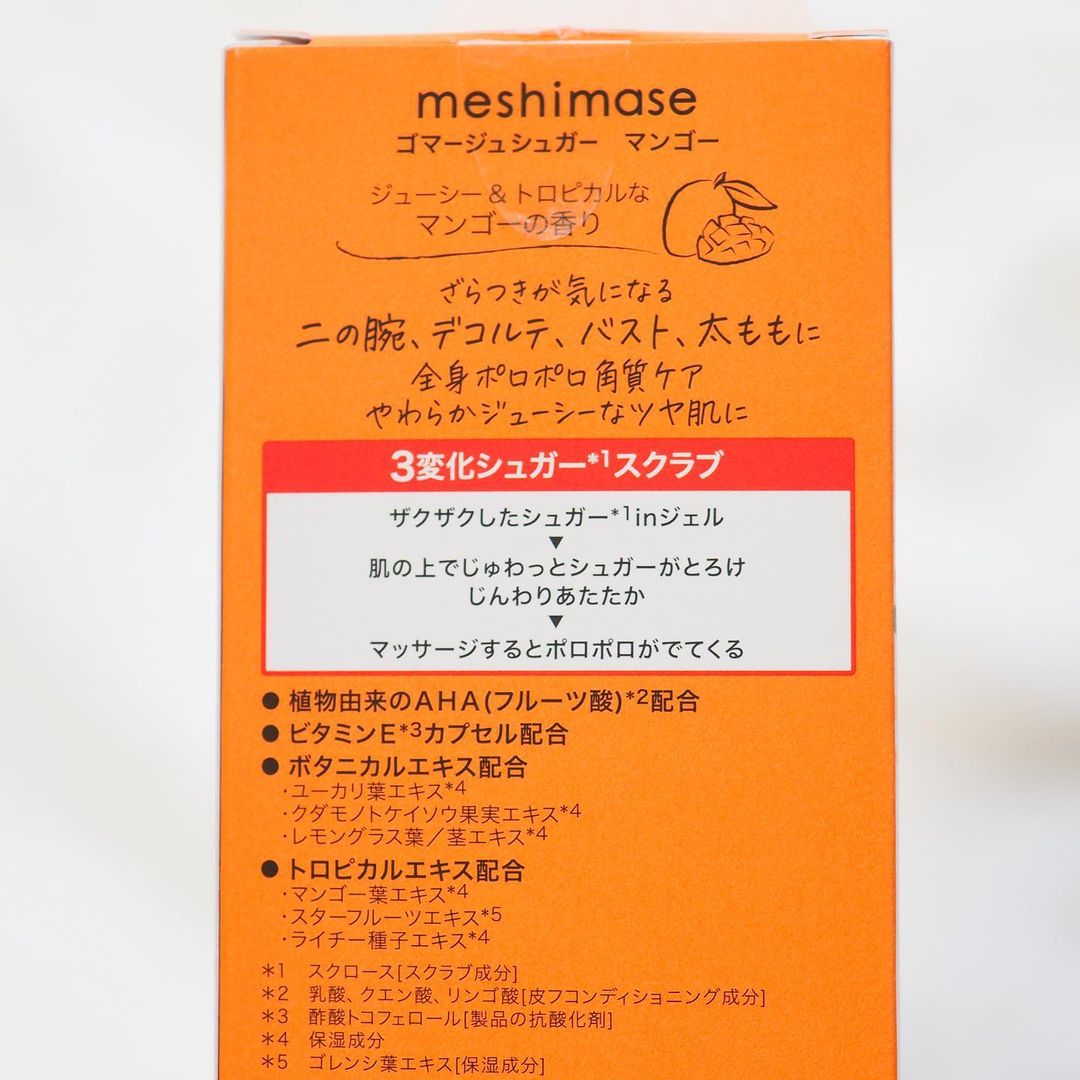 meshimase
ゴマージュシュガー　マンゴー
ジューシー＆トロピカルな
マンゴーの香り
ざらつきが気になる
二の腕、デコルテ、バスト、太ももに
全身ポロポロ角質ケア
やわらかジューシーなツヤ肌に
3変化シュガー*1スクラブ
ザクザクしたシュガー*1inジェル
▼
肌の上でじゅわっとシュガーがとろけ
じんわりあたたか
▼
マッサージするとポロポロがでてくる
●植物由来のAHA(フルーツ酸)*2配合
●ビタミンE*3カプセル配合
●ボタニカルエキス配合
・ユーカリ葉エキス*4
・クダモノトケイソウ果実エキス*4
・レモングラス葉／茎エキス*4
●トロピカルエキス配合
・マンゴー葉エキス*4
・スターフルーツエキス*5
・ライチー種子エキス*4
*1　スクロース[スクラブ成分]
*2　乳酸、クエン酸、リンゴ酸[皮フコンディショニング成分]
*3　酢酸トコフェロール[製品の抗酸化剤]
*4　保湿成分
*5　ゴレンシ葉エキス[保湿成分]